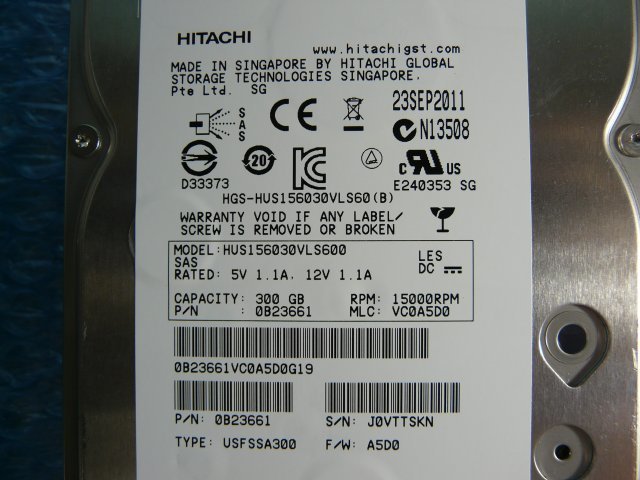 HITACHI
www.hitachigst.com
MADE IN SINGAPORE BY HITACHI GLOBAL
STORAGE TECHNOLOGIES SINGAPORE.
Pte Ltd. SG
23SEP2011
SAS
CE
N13508
D33373
20
c RU US
E240353 SG
HGS-HUS156030VLS60(B)
WARRANTY VOID IF ANY LABEL/
SCREW IS REMOVED OR BROKEN
MODEL:HUS156030VLS600
SAS
LES
RATED: 5V 1.1A, 12V 1.1A
DC
CAPACITY: 300 GB RPM: 15000RPM
P/N : 0B23661 MLC: VC0A5D0
0B23661VC0A5D0G19
P/N: 0B23661 S/N: J0VTTSKN
TYPE: USFSSA300 F/W: A5D0